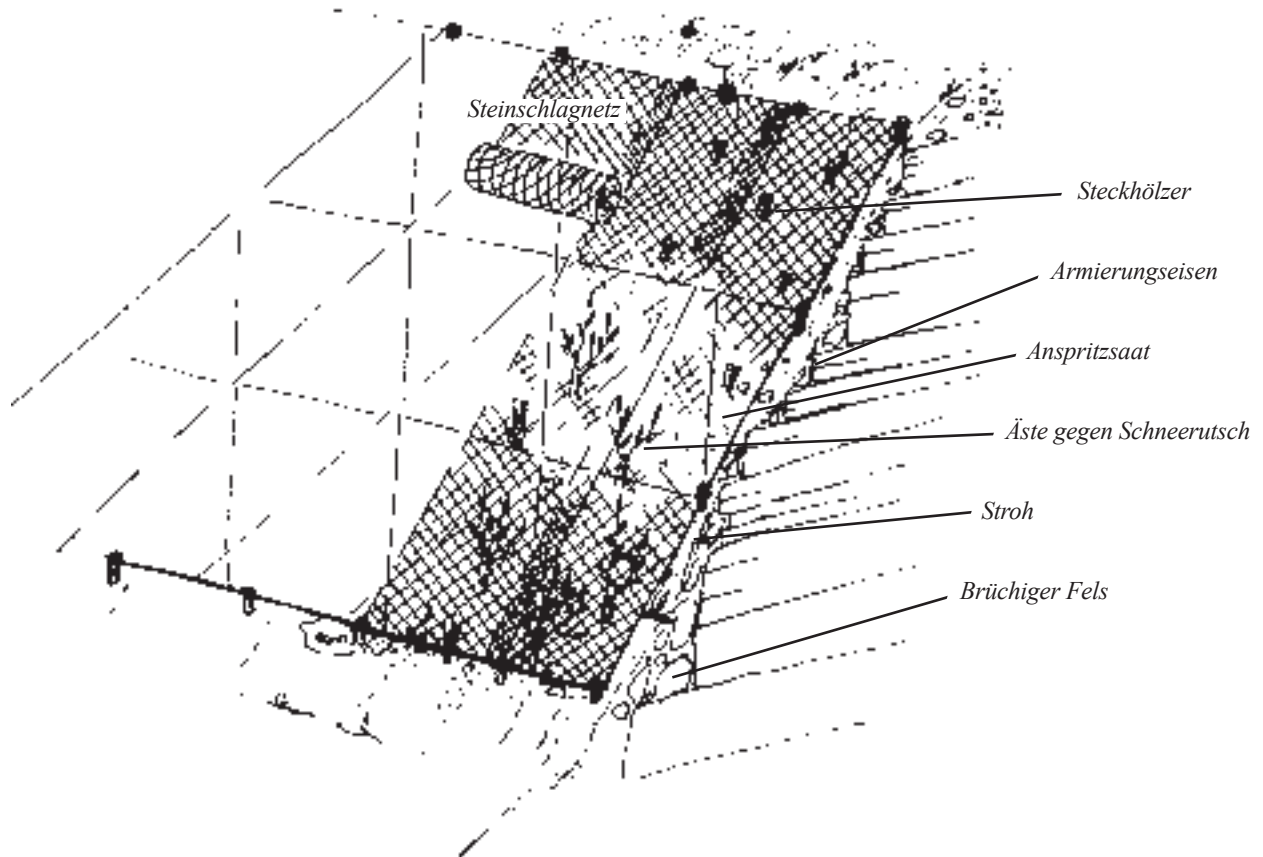 Steinschlagnetz
Steckhölzer
Armierungseisen
Anspritzsaat
Äste gegen Schneerutsch
Stroh
Brüchiger Fels